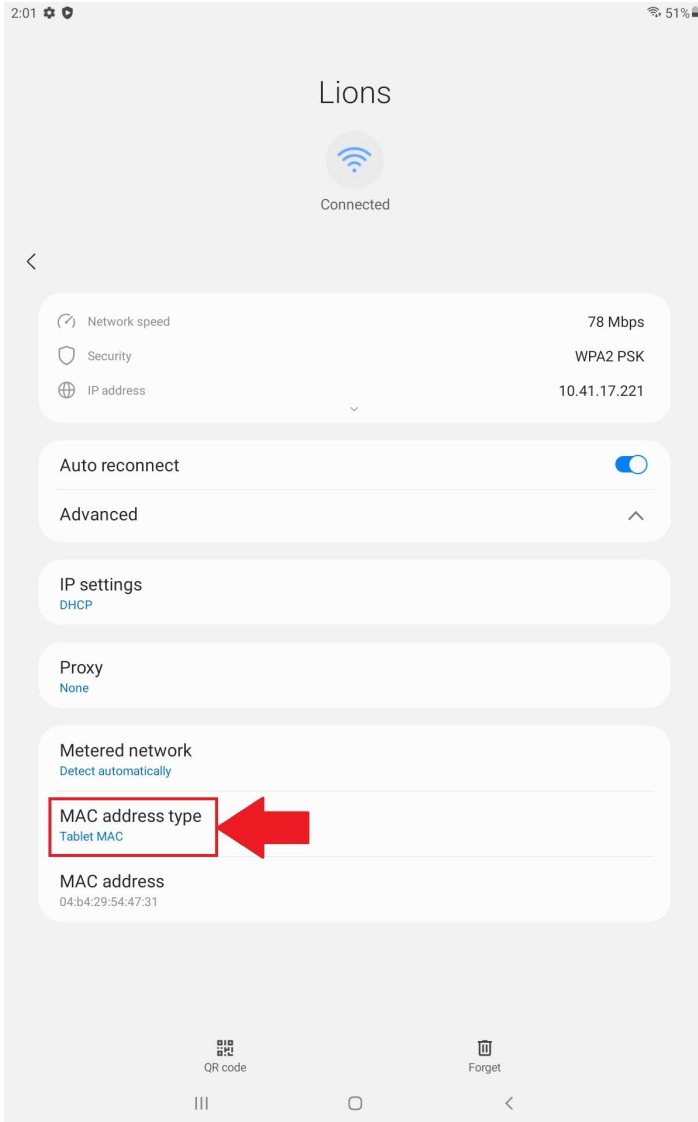 2:01 51%
Lions
Connected
Network speed 78 Mbps
Security WPA2 PSK
IP address 10.41.17.221
Auto reconnect
Advanced
IP settings
DHCP
Proxy
None
Metered network
Detect automatically
MAC address type
Tablet MAC
MAC address
04:b4:29:54:47:31
QR code Forget